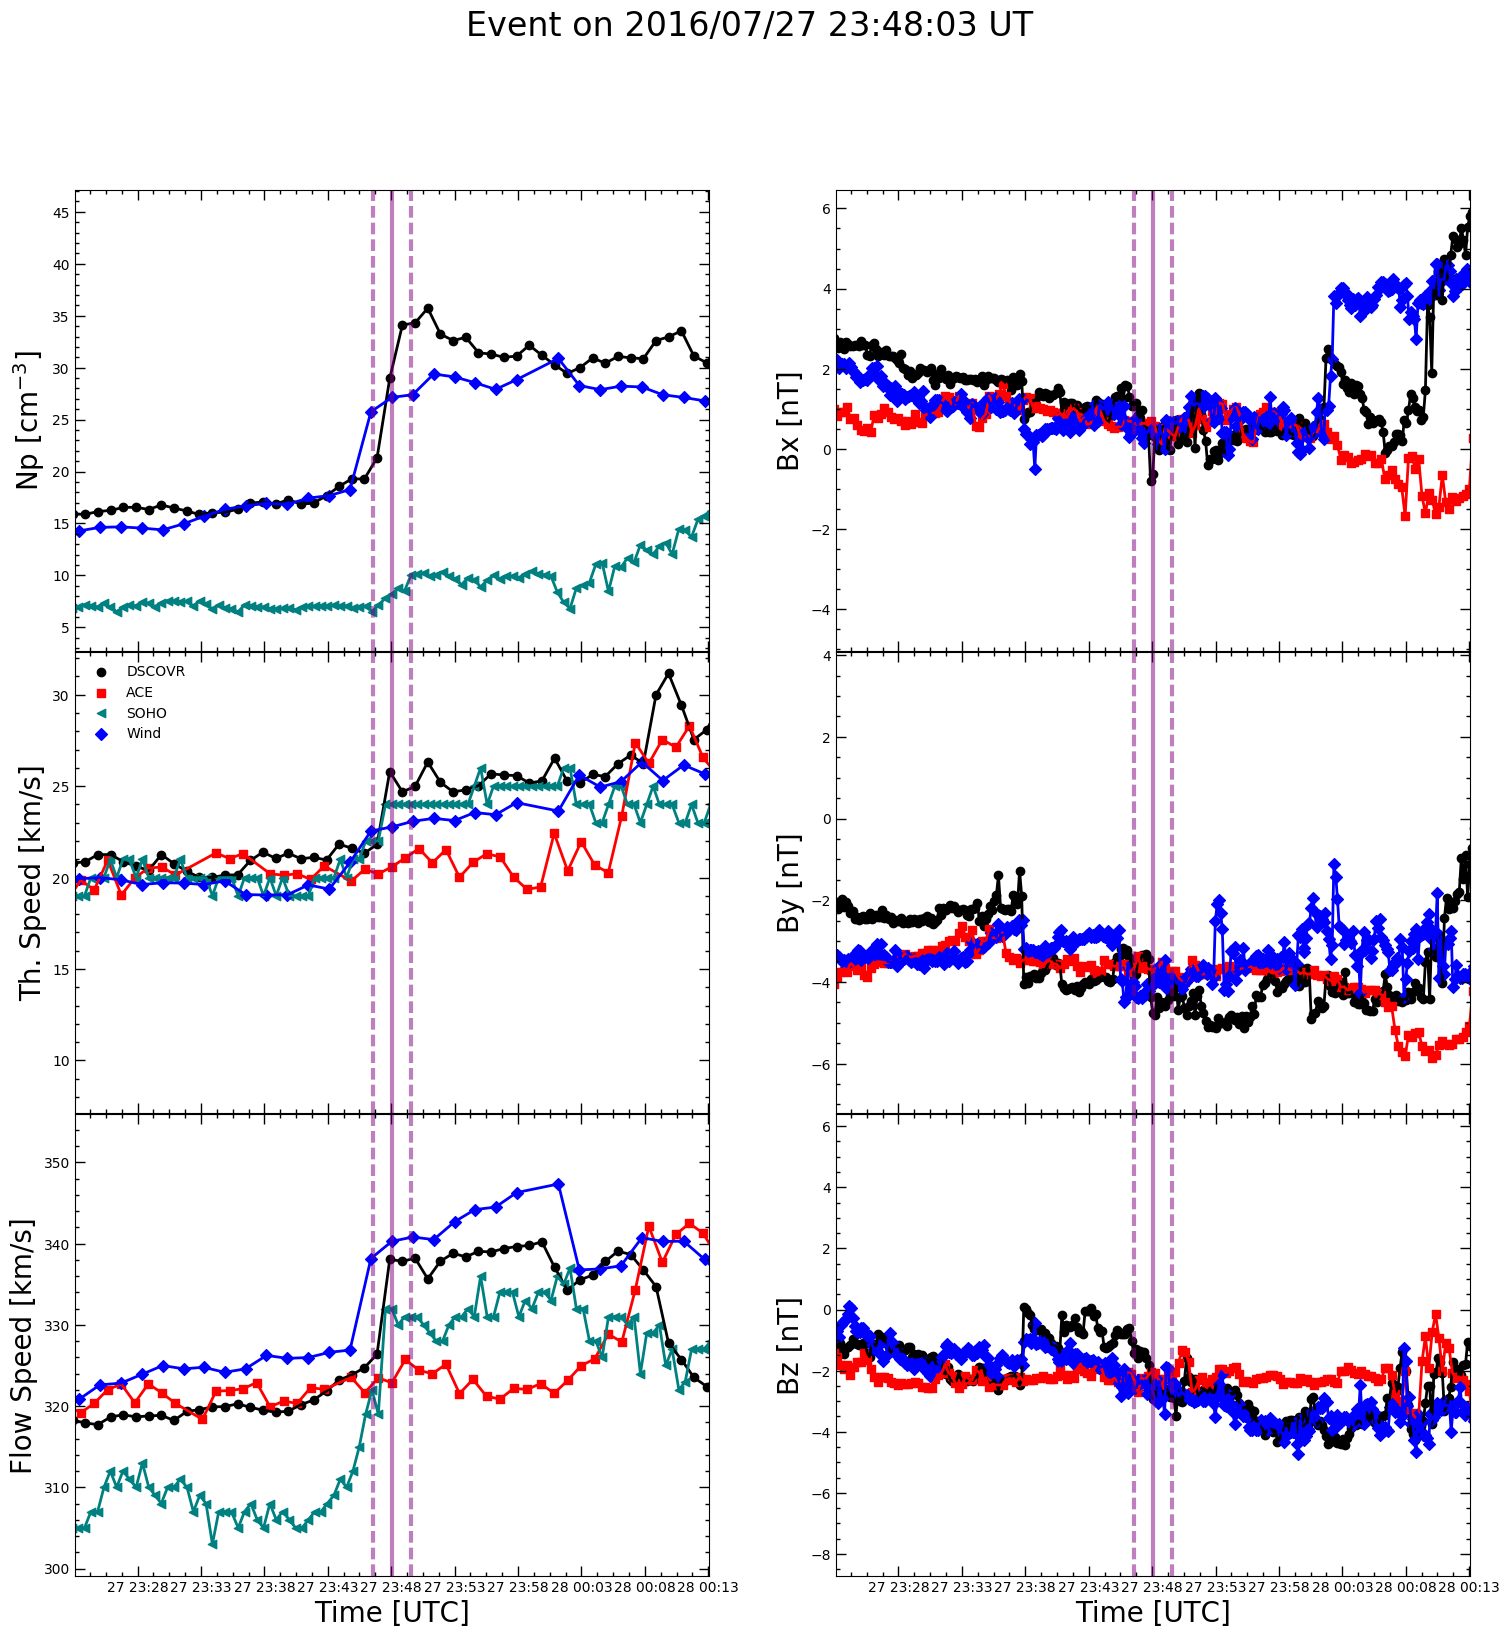 Event on 2016/07/27 23:48:03 UT
Np [cm⁻³]
45
40
35
30
25
20
15
10
5
Th. Speed [km/s]
30
25
20
15
10
DSCOVR
ACE
SOHO
Wind
Flow Speed [km/s]
350
340
330
320
310
300
27 23:28 27 23:33 27 23:38 27 23:43 27 23:48 27 23:53 27 23:58 28 00:03 28 00:08 28 00:13
Time [UTC]
Bx [nT]
6
4
2
0
−2
−4
By [nT]
4
2
0
−2
−4
−6
Bz [nT]
6
4
2
0
−2
−4
−6
−8
27 23:28 27 23:33 27 23:38 27 23:43 27 23:48 27 23:53 27 23:58 28 00:03 28 00:08 28 00:13
Time [UTC]